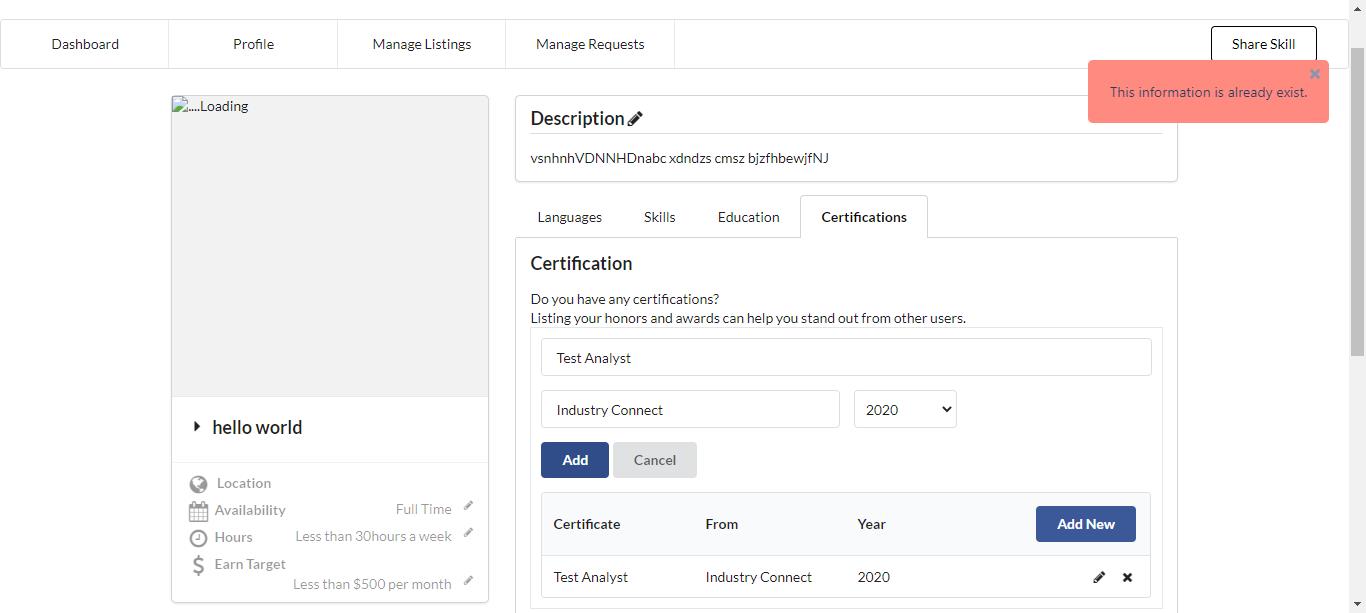 Dashboard Profile Manage Listings Manage Requests Share Skill
This information is already exist.
....Loading
hello world
Location
Availability Full Time
Hours Less than 30hours a week
Earn Target
Less than $500 per month
Description
vsnhnhVDNNHDnabc xdndzs cmsz bjzfhbewjfNJ
Languages Skills Education Certifications
Certification
Do you have any certifications?
Listing your honors and awards can help you stand out from other users.
Test Analyst
Industry Connect 2020
Add Cancel
Certificate From Year Add New
Test Analyst Industry Connect 2020